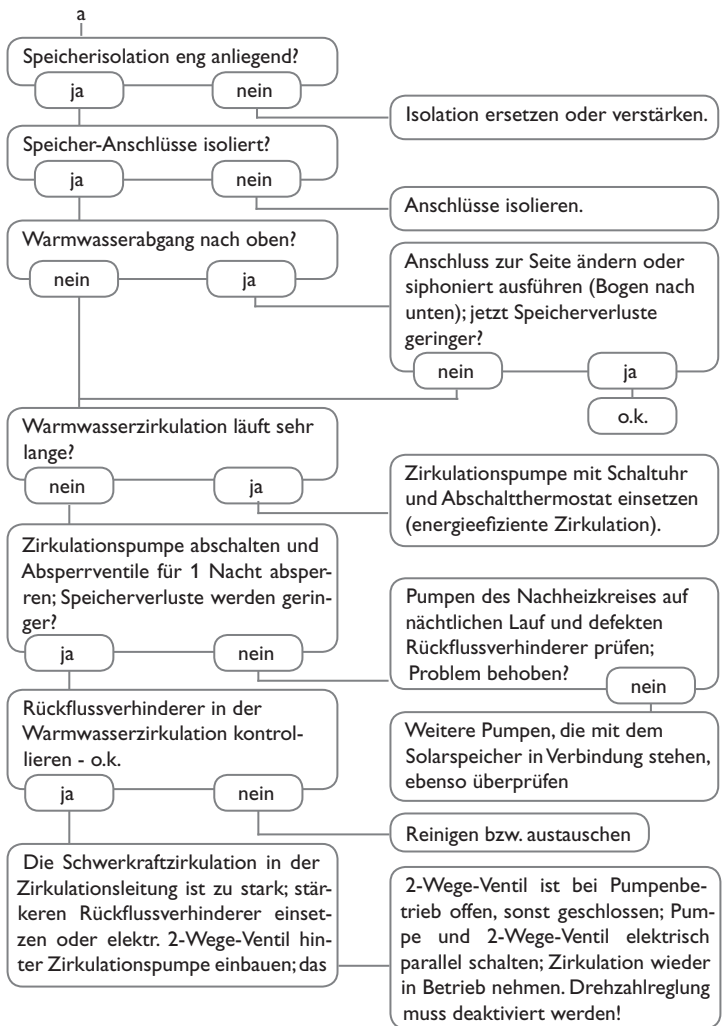 a
Speicherisolation eng anliegend?
ja
nein
Isolation ersetzen oder verstärken.
Speicher-Anschlüsse isoliert?
ja
nein
Anschlüsse isolieren.
Warmwasserabgang nach oben?
nein
ja
Anschluss zur Seite ändern oder
siphoniert ausführen (Bogen nach
unten); jetzt Speicherverluste
geringer?
nein
ja
o.k.
Warmwasserzirkulation läuft sehr
lange?
nein
ja
Zirkulationspumpe mit Schaltuhr
und Abschaltthermostat einsetzen
(energieefiziente Zirkulation).
Zirkulationspumpe abschalten und
Absperrventile für 1 Nacht absper-
ren; Speicherverluste werden gerin-
ger?
ja
nein
Pumpen des Nachheizkreises auf
nächtlichen Lauf und defekten
Rückflussverhinderer prüfen;
Problem behoben?
nein
Weitere Pumpen, die mit dem
Solarspeicher in Verbindung stehen,
ebenso überprüfen
Rückflussverhinderer in der
Warmwasserzirkulation kontrol-
lieren - o.k.
ja
nein
Reinigen bzw. austauschen
Die Schwerkraftzirkulation in der
Zirkulationsleitung ist zu stark; stär-
keren Rückflussverhinderer einset-
zen oder elektr. 2-Wege-Ventil hin-
ter Zirkulationspumpe einbauen; das
2-Wege-Ventil ist bei Pumpenbe-
trieb offen, sonst geschlossen; Pum-
pe und 2-Wege-Ventil elektrisch
parallel schalten; Zirkulation wieder
in Betrieb nehmen. Drehzahlreglung
muss deaktiviert werden!